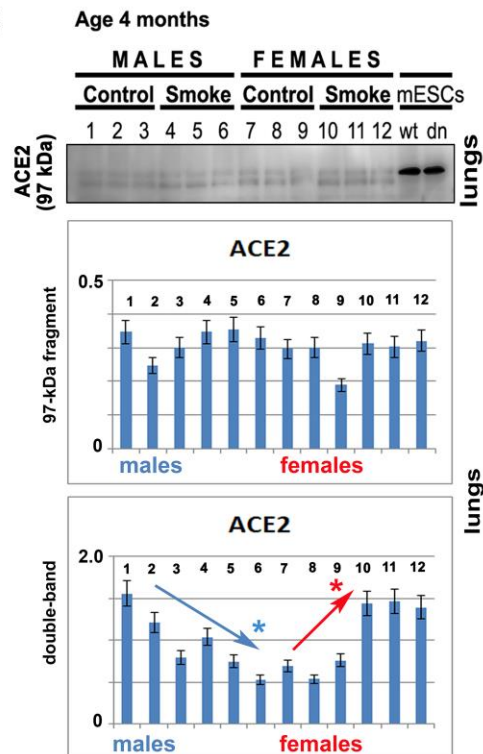 Age 4 months
MALES FEMALES
Control Smoke Control Smoke mESCs
1 2 3 4 5 6 7 8 9 10 11 12 wt dn
ACE2
(97 kDa)
lungs
ACE2
0.5
1 2 3 4 5 6 7 8 9 10 11 12
97-kDa fragment
0
males females
lungs
ACE2
2.0
1 2 3 4 5 6 7 8 9 10 11 12
* *
double-band
0
males females